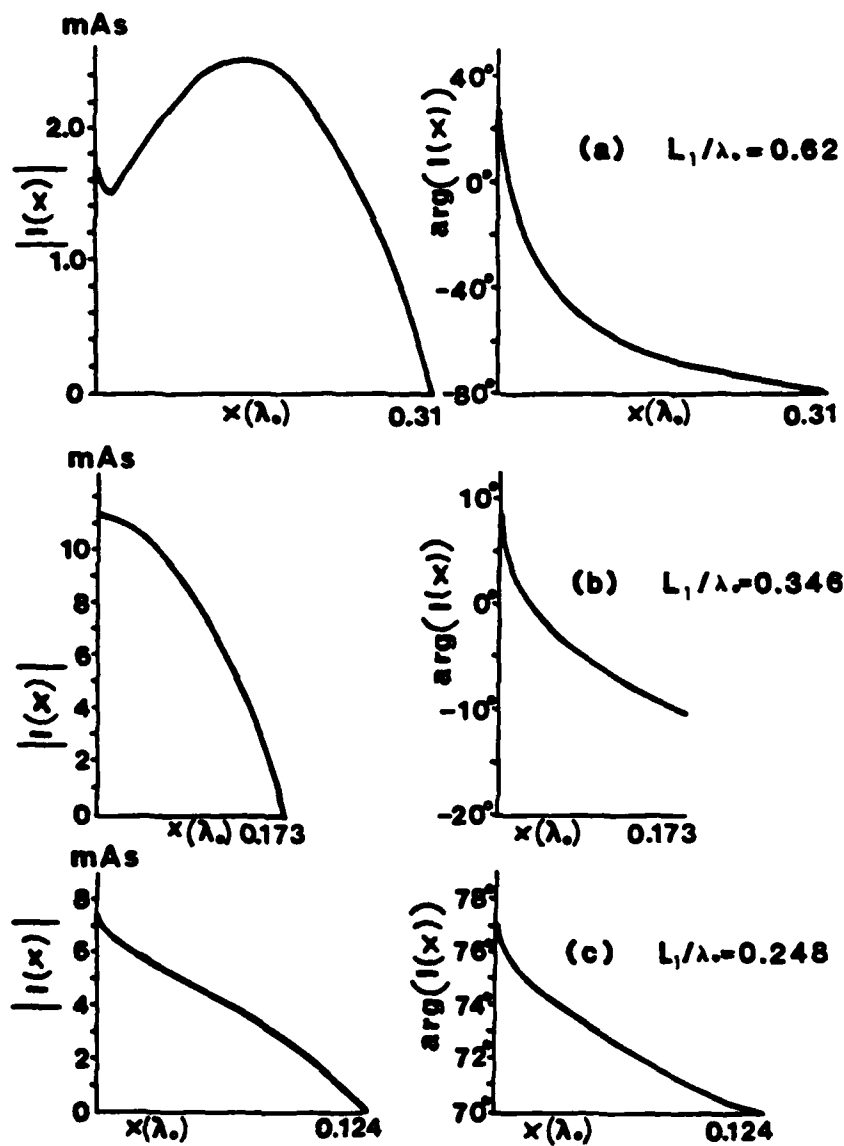 mAs
2.0
1.0
0
|I(x)|
x(λ₀)
0.31
40°
0°
-40°
-80°
arg(I(x))
x(λ₀)
0.31
(a) L₁/λ₀=0.62
mAs
10
8
6
4
2
0
|I(x)|
x(λ₀) 0.173
10°
0°
-10°
-20°
arg(I(x))
x(λ₀)
0.173
(b) L₁/λ₀=0.346
mAs
8
6
4
2
0
|I(x)|
x(λ₀)
0.124
78°
76°
74°
72°
70°
arg(I(x))
x(λ₀)
0.124
(c) L₁/λ₀=0.248